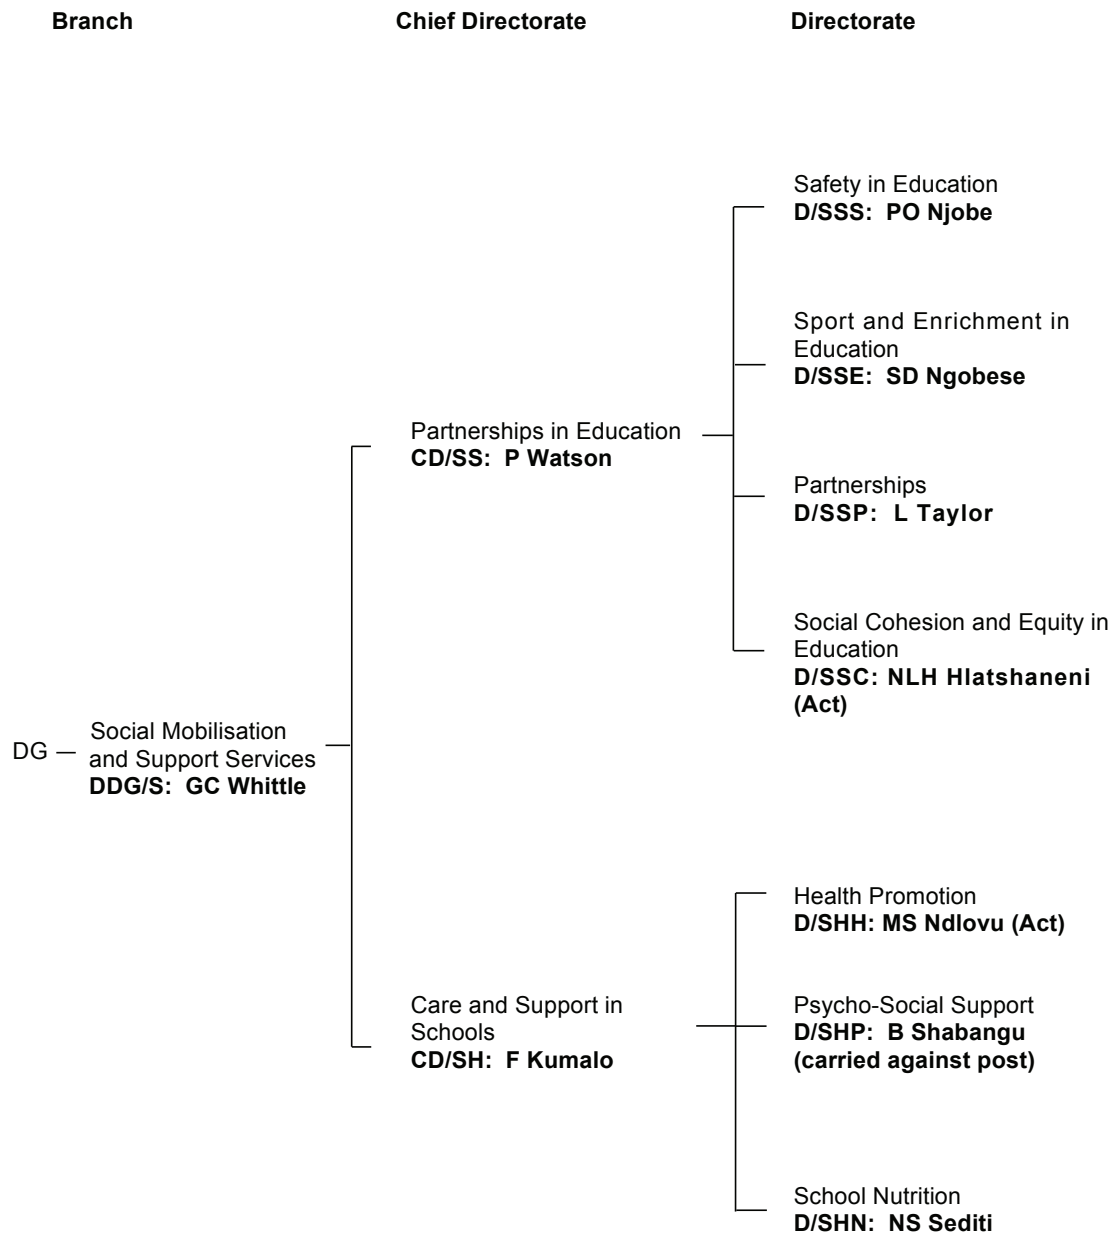 Branch Chief Directorate Directorate
Safety in Education
D/SSS: PO Njobe
Sport and Enrichment in
Education
D/SSE: SD Ngobese
Partnerships in Education
CD/SS: P Watson
Partnerships
D/SSP: L Taylor
Social Cohesion and Equity in
Education
D/SSC: NLH Hlatshaneni
(Act)
DG
Social Mobilisation
and Support Services
DDG/S: GC Whittle
Health Promotion
D/SHH: MS Ndlovu (Act)
Care and Support in
Schools
CD/SH: F Kumalo
Psycho-Social Support
D/SHP: B Shabangu
(carried against post)
School Nutrition
D/SHN: NS Sediti